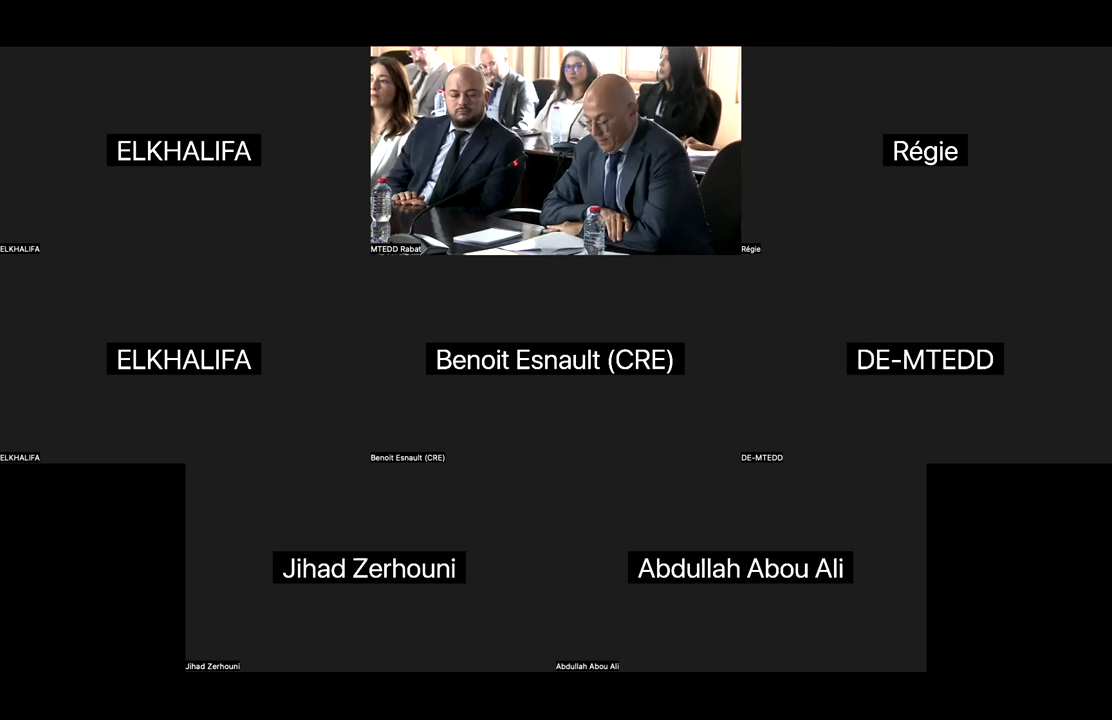 ELKHALIFA
Régie
ELKHALIFA
MTEDD Rabat
Régie
ELKHALIFA
Benoit Esnault (CRE)
DE-MTEDD
ELKHALIFA
Benoit Esnault (CRE)
DE-MTEDD
Jihad Zerhouni
Abdullah Abou Ali
Jihad Zerhouni
Abdullah Abou Ali